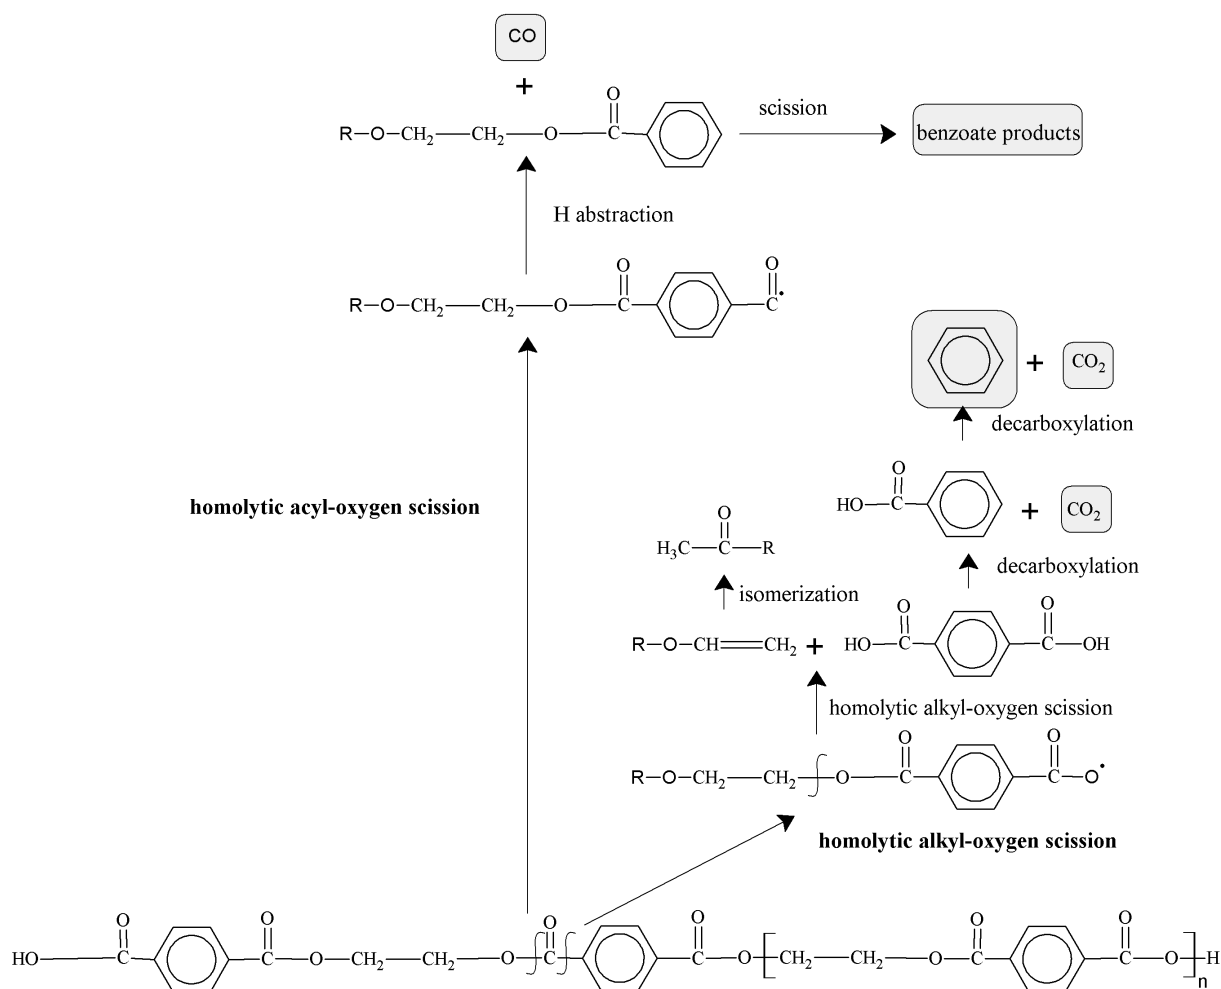 CO
+
O
R-O-CH2-CH2-O-C
scission
benzoate products
H abstraction
O O
R-O-CH2-CH2-O-C C•
+ CO2
decarboxylation
homolytic acyl-oxygen scission
O
HO-C + CO2
O
H3C-C-R
decarboxylation
isomerization
O O
R-O-CH=CH2 + HO-C C-OH
homolytic alkyl-oxygen scission
O O
R-O-CH2-CH2-O-C C-O•
homolytic alkyl-oxygen scission
O O O O O O
HO-C C-O-CH2-CH2-O-C C-O-[CH2-CH2-O-C C-O]n-H